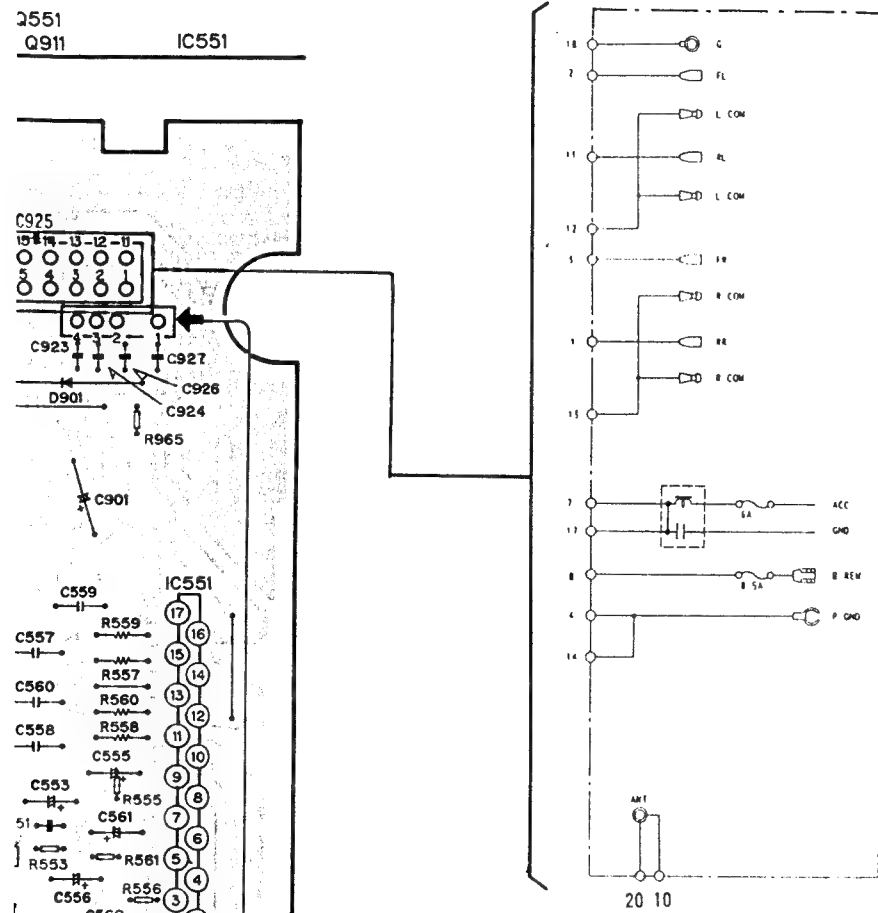 Q551
Q911 IC551
C925
15 14-13-12-11
5 4 3 2 1
4 3 2 1
C923 C927
C926
C924
D901
R965
C901
IC551
C559
17
R559 16
C557 15
R557 14
C560 13
R560 12
C558 R558 11
10
C555 9
C553 8
R555
51 C561 7
6
R553 R561 5
4
C556 R556 3
18 G
2 FL
L COM
11 RL
L COM
12
FR
R COM
RR
R COM
7 ACC
6A
17 GND
8 B REM
8.5A
4 P GND
14
ANT
20 10